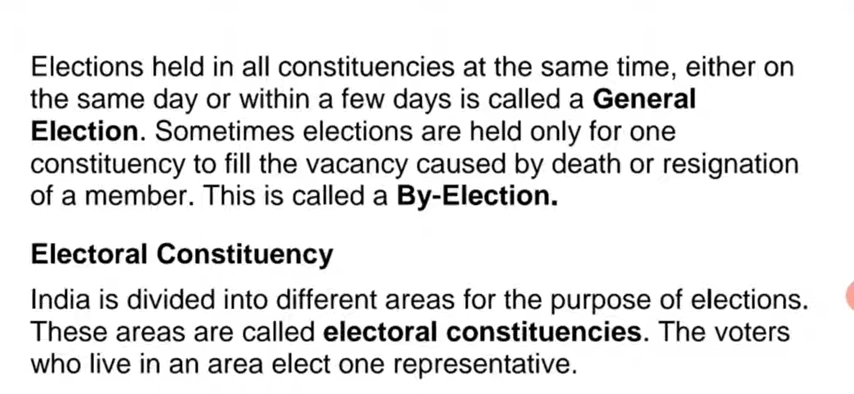 Elections held in all constituencies at the same time, either on
the same day or within a few days is called a General
Election. Sometimes elections are held only for one
constituency to fill the vacancy caused by death or resignation
of a member. This is called a By-Election.
Electoral Constituency
India is divided into different areas for the purpose of elections.
These areas are called electoral constituencies. The voters
who live in an area elect one representative.